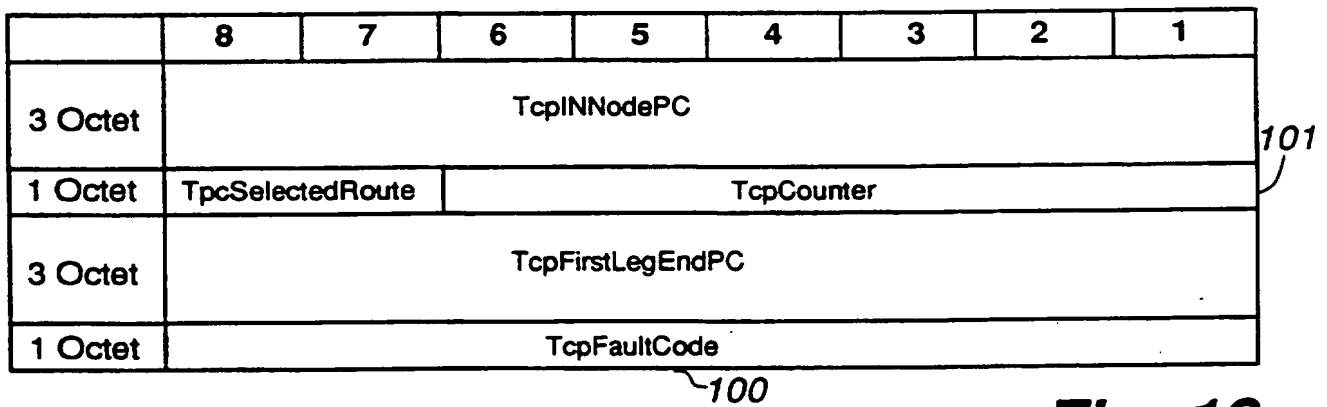 8 7 6 5 4 3 2 1
3 Octet TcpINNodePC
101
1 Octet TpcSelectedRoute TcpCounter
3 Octet TcpFirstLegEndPC
1 Octet TcpFaultCode
100